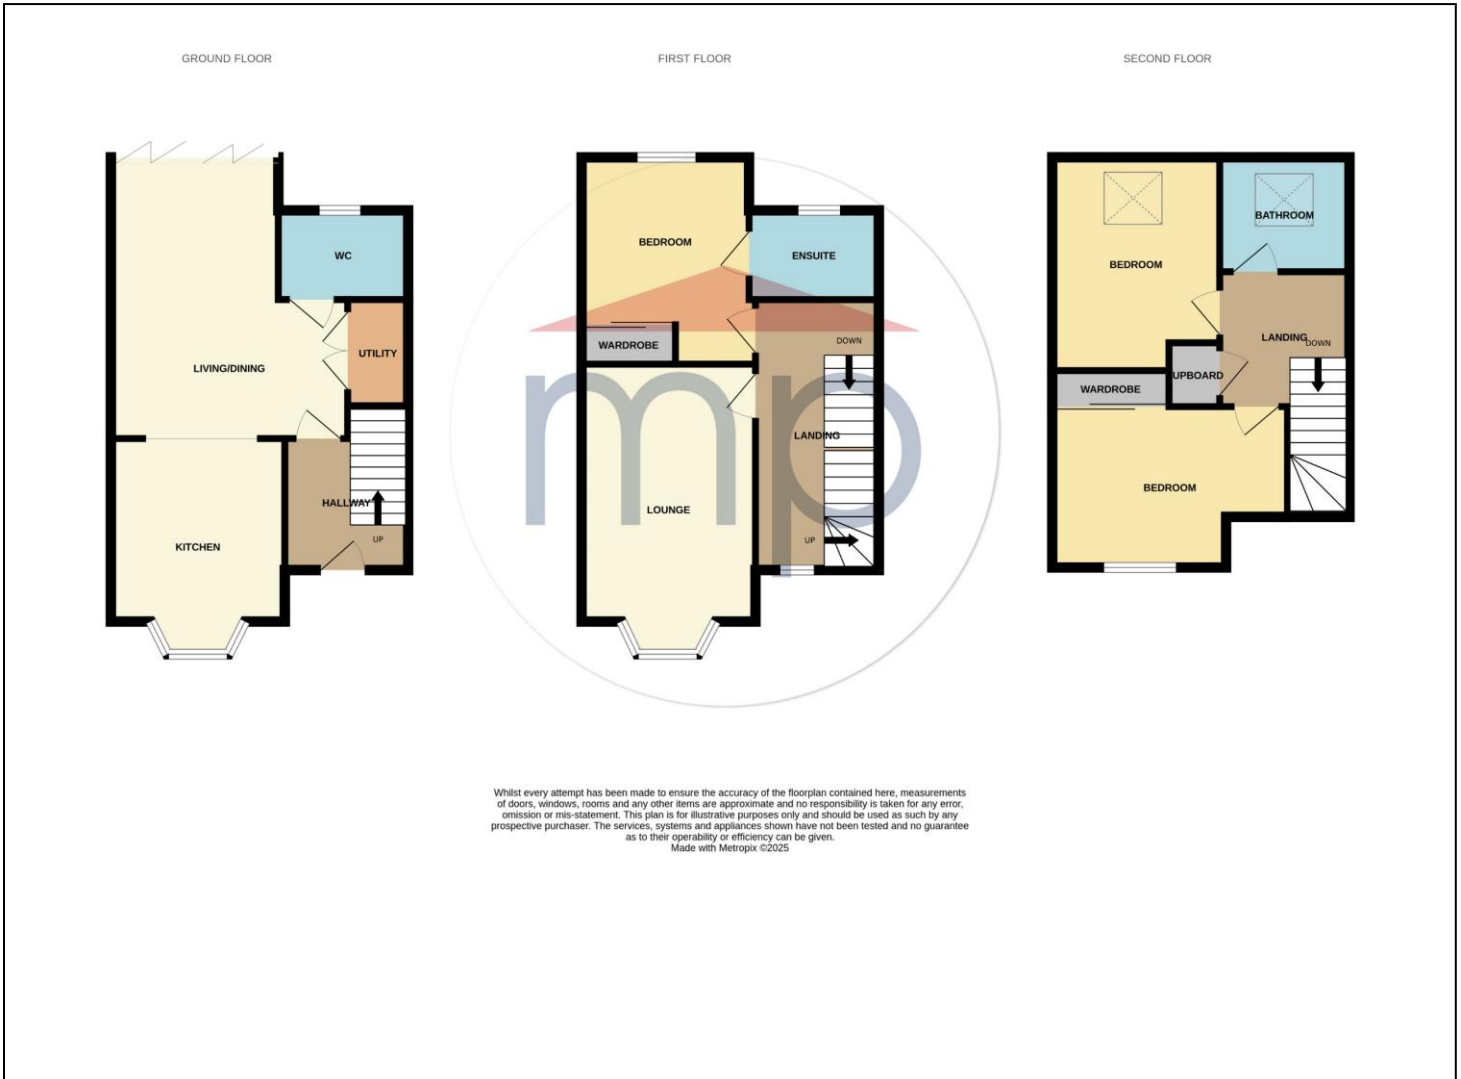 GROUND FLOOR
FIRST FLOOR
SECOND FLOOR
WC
UTILITY
LIVING/DINING
HALLWAY
UP
KITCHEN
BEDROOM
ENSUITE
WARDROBE
DOWN
LANDING
LOUNGE
UP
mp
BATHROOM
BEDROOM
LANDING
DOWN
UPBOARD
WARDROBE
BEDROOM
Whilst every attempt has been made to ensure the accuracy of the floorplan contained here, measurements
of doors, windows, rooms and any other items are approximate and no responsibility is taken for any error,
omission or mis-statement. This plan is for illustrative purposes only and should be used as such by any
prospective purchaser. The services, systems and appliances shown have not been tested and no guarantee
as to their operability or efficiency can be given.
Made with Metropix ©2025